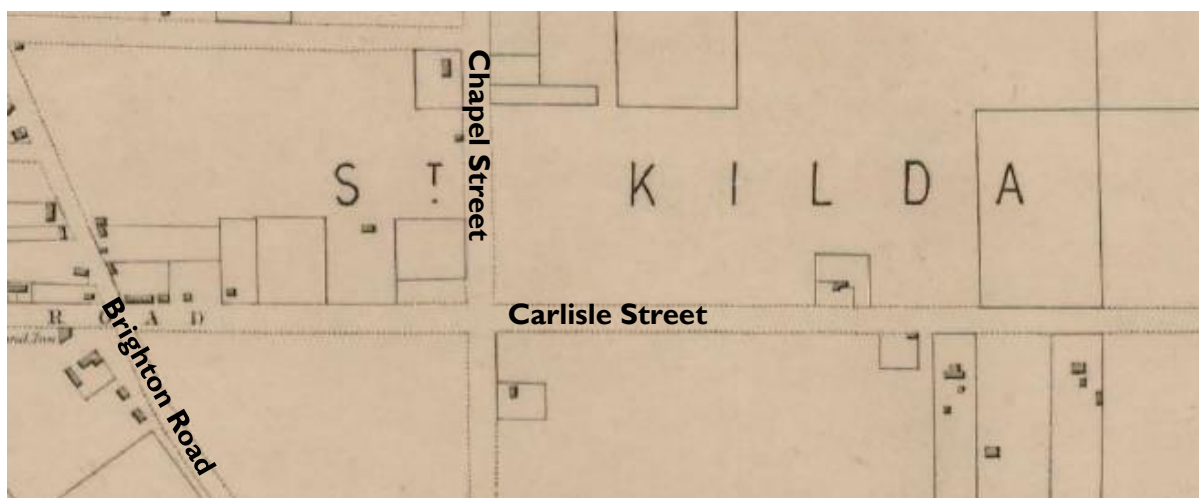 Chapel Street
S T. K I L D A
Carlisle Street
R O A D
Brighton Road